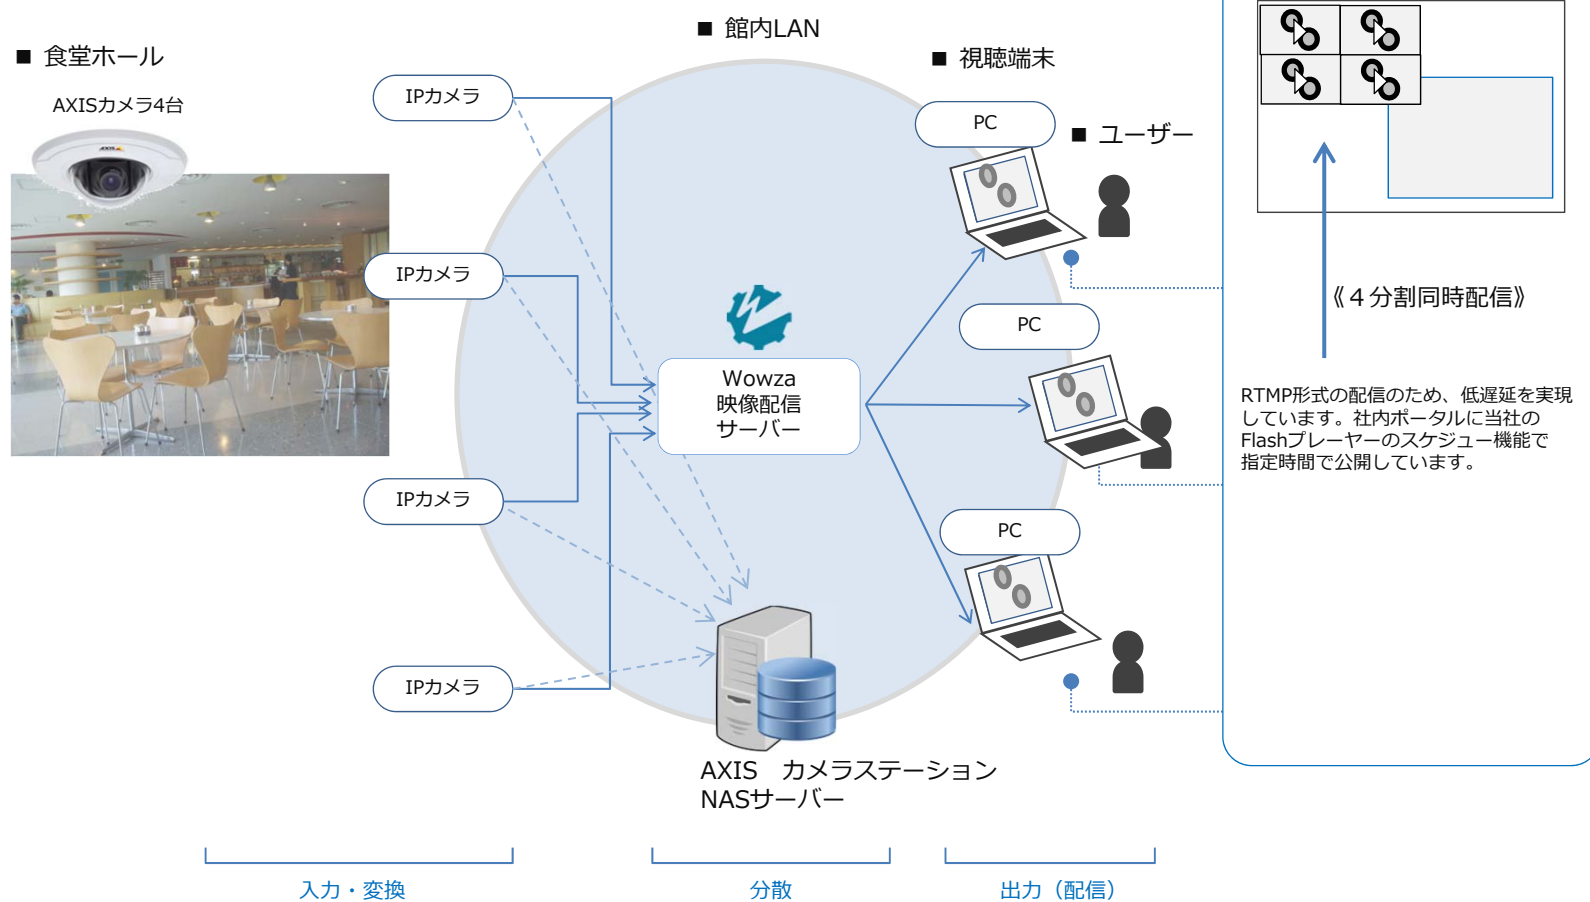 ■ 館内LAN
■ 食堂ホール
■ 視聴端末
AXISカメラ4台
IPカメラ
PC
■ ユーザー
AXIS
IPカメラ
《４分割同時配信》
PC
Wowza
映像配信
サーバー
RTMP形式の配信のため、低遅延を実現
しています。社内ポータルに当社の
Flashプレーヤーのスケジュー機能で
指定時間で公開しています。
IPカメラ
PC
IPカメラ
AXIS　カメラステーション
NASサーバー
入力・変換
分散
出力（配信）